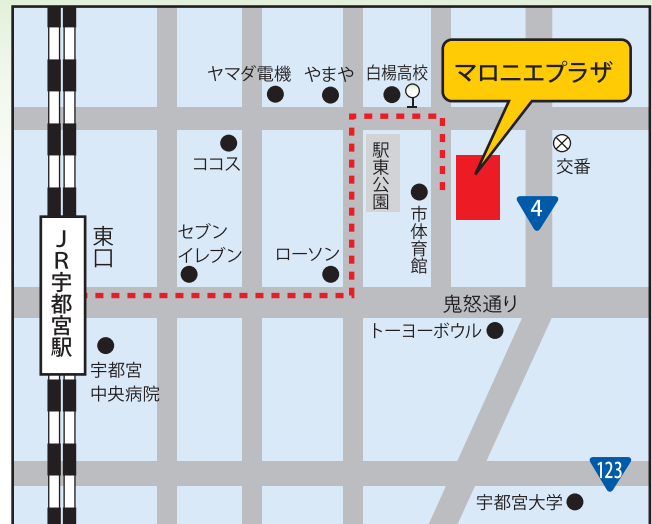 ヤマダ電機
やまや
白楊高校
マロニエプラザ
ココス
駅東公園
交番
4
市体育館
東口
セブン
イレブン
ローソン
JR宇都宮駅
鬼怒通り
トーヨーボウル
宇都宮
中央病院
123
宇都宮大学